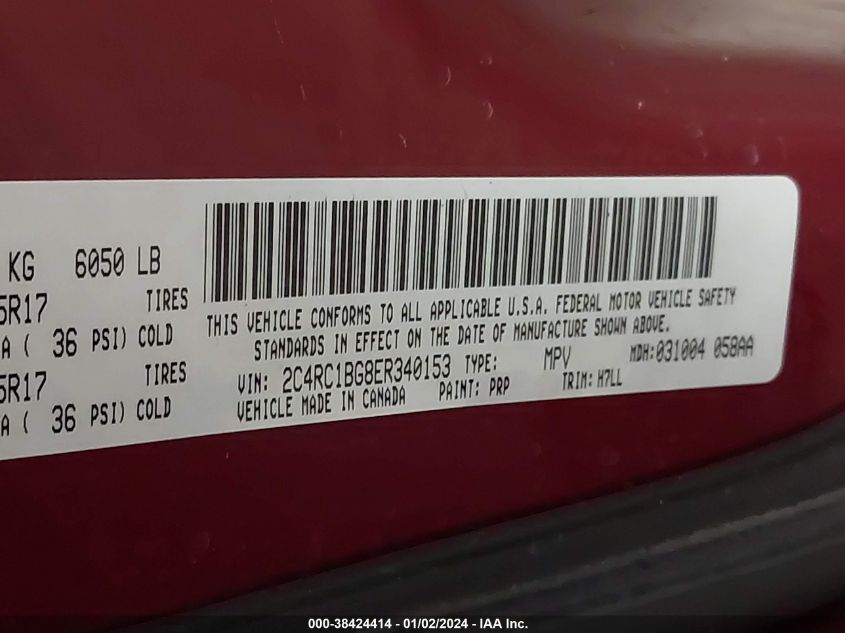 KG 6050 LB
5R17 TIRES
A ( 36 PSI) COLD
5R17 TIRES
A ( 36 PSI) COLD
THIS VEHICLE CONFORMS TO ALL APPLICABLE U.S.A. FEDERAL MOTOR VEHICLE SAFETY
STANDARDS IN EFFECT ON THE DATE OF MANUFACTURE SHOWN ABOVE.
VIN: 2C4RC1BG8ER340153 TYPE: MPV MDH:031004 058AA
VEHICLE MADE IN CANADA PAINT: PRP TRIM: H7LL
000-38424414 - 01/02/2024 - IAA Inc.